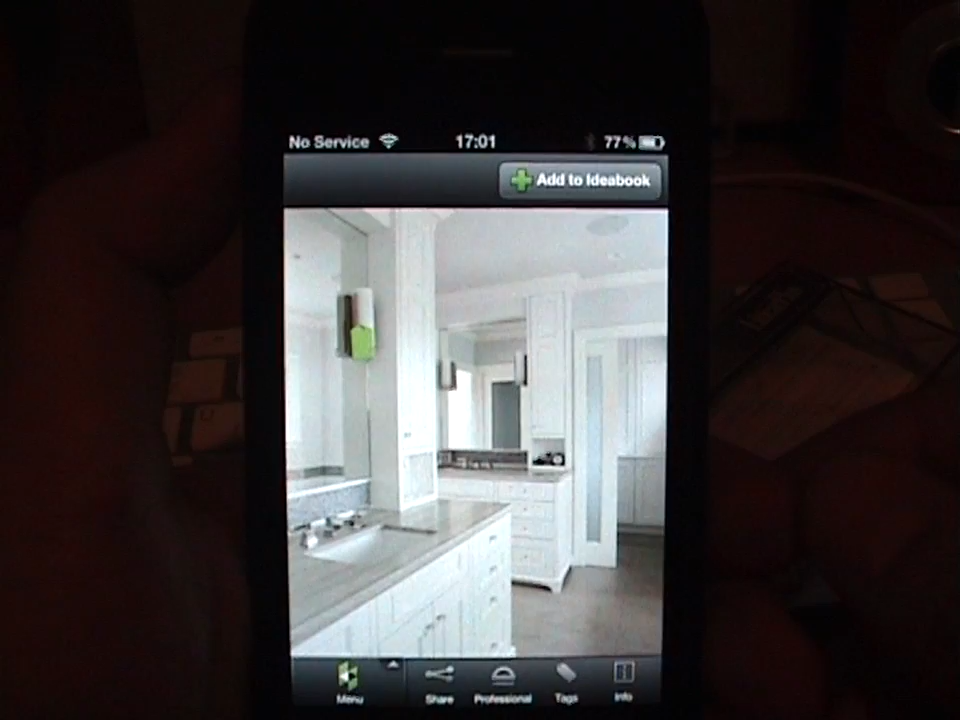 No Service 17:01 77%
Add to Ideabook
Menu Share Professional Tags Info